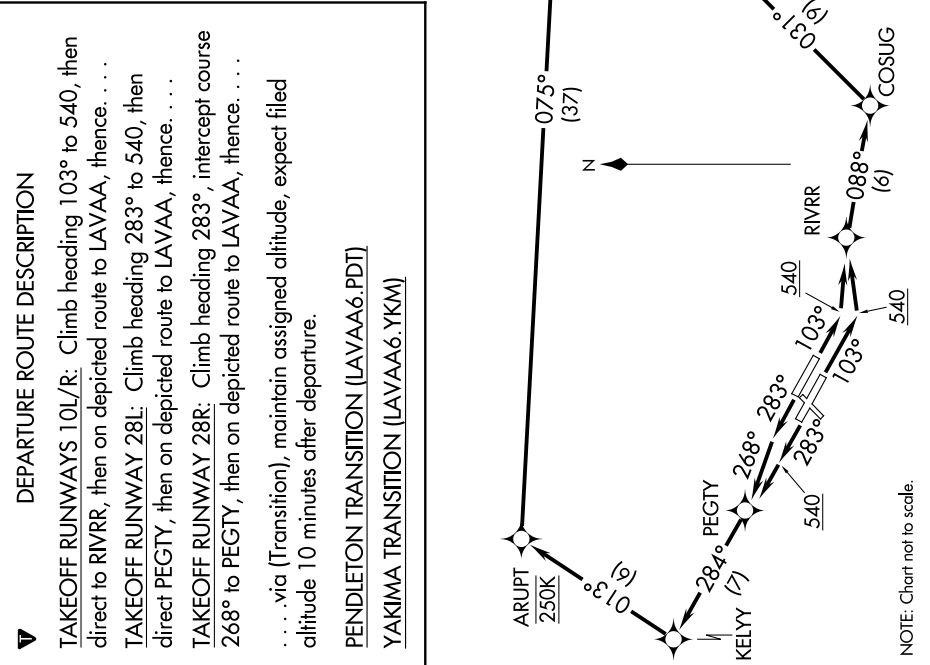 DEPARTURE ROUTE DESCRIPTION
TAKEOFF RUNWAYS 10L/R: Climb heading 103° to 540, then
direct to RIVRR, then on depicted route to LAVAA, thence. . . .
TAKEOFF RUNWAY 28L: Climb heading 283° to 540, then
direct PEGTY, then on depicted route to LAVAA, thence. . . .
TAKEOFF RUNWAY 28R: Climb heading 283°, intercept course
268° to PEGTY, then on depicted route to LAVAA, thence. . . .
. . . .via (Transition), maintain assigned altitude, expect filed
altitude 10 minutes after departure.
PENDLETON TRANSITION (LAVAA6.PDT)
YAKIMA TRANSITION (LAVAA6.YKM)
075°
(37)
031°
(9)
N
COSUG
088°
(6)
RIVRR
540
540
103°
103°
283°
283°
268°
540
PEGTY
284°
(7)
KELYY
013°
(9)
ARUPT
250K
NOTE: Chart not to scale.
T